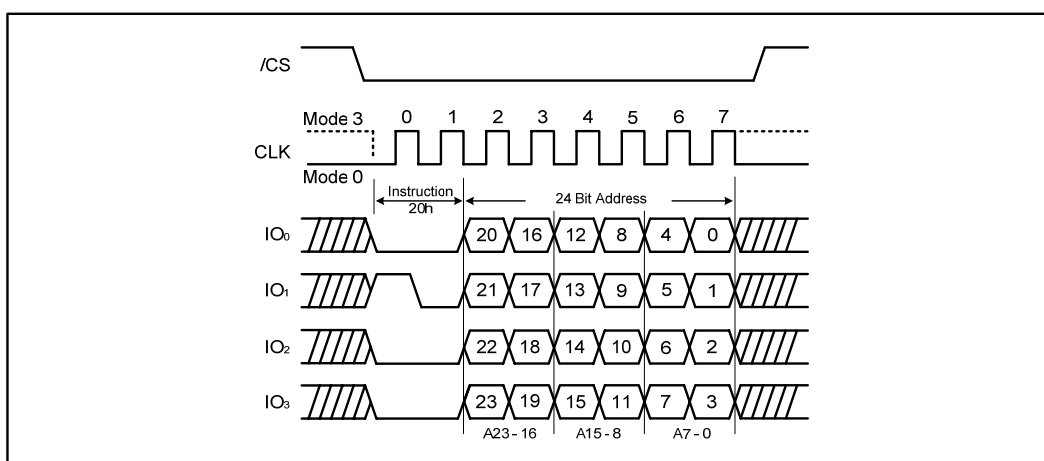 /CS
Mode 3 0 1 2 3 4 5 6 7
CLK
Mode 0
Instruction
20h
24 Bit Address
IO0 20 16 12 8 4 0
IO1 21 17 13 9 5 1
IO2 22 18 14 10 6 2
IO3 23 19 15 11 7 3
A23-16 A15-8 A7-0